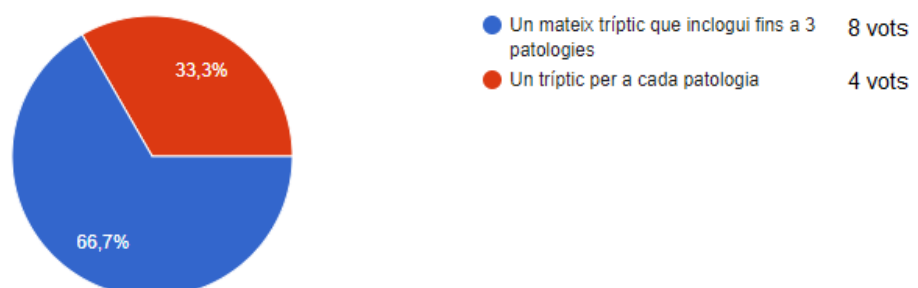 Un mateix tríptic que inclogui fins a 3 8 vots
patologies
33,3%
Un tríptic per a cada patologia 4 vots
66,7%